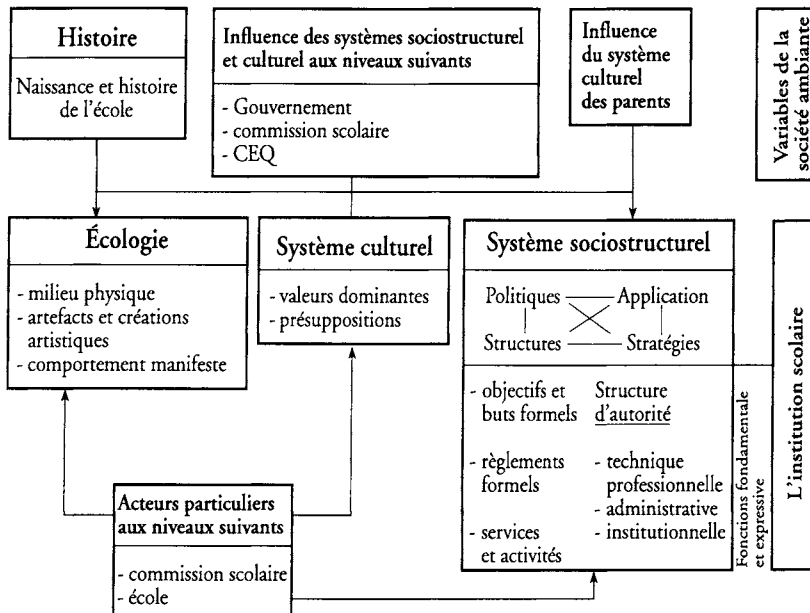 Histoire
Naissance et histoire
de l'école
Influence des systèmes sociostructurel
et culturel aux niveaux suivants
- Gouvernement
- commission scolaire
- CEQ
Influence
du système
culturel
des parents
Variables de la
société ambiante
Écologie
- milieu physique
- artefacts et créations
artistiques
- comportement manifeste
Système culturel
- valeurs dominantes
- présuppositions
Système sociostructurel
Politiques
Application
Structures
Stratégies
- objectifs et
buts formels
- règlements
formels
- services
et activités
Structure
d'autorité
- technique
professionnelle
- administrative
- institutionnelle
Fonctions fondamentale
et expressive
L'institution scolaire
Acteurs particuliers
aux niveaux suivants
- commission scolaire
- école